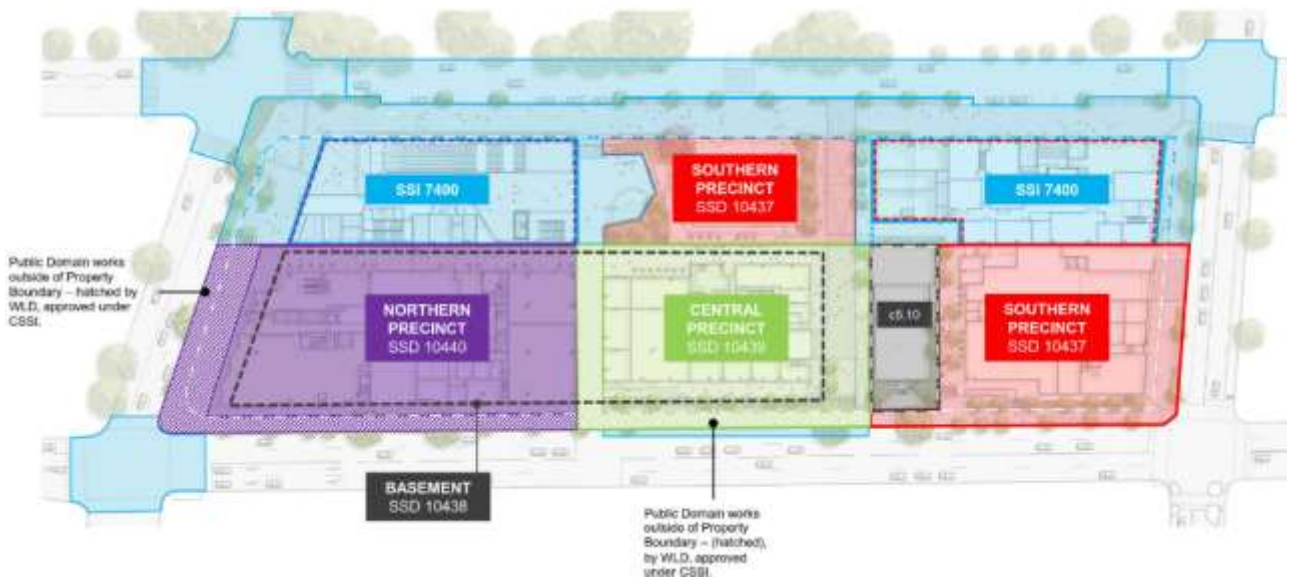 SSI 7400
SOUTHERN
PRECINCT
SSD 10437
SSI 7400
Public Domain works
outside of Property
Boundary – hatched by
WLD, approved under
CSSI.
NORTHERN
PRECINCT
SSD 10440
CENTRAL
PRECINCT
SSD 10439
c5.10
SOUTHERN
PRECINCT
SSD 10437
BASEMENT
SSD 10438
Public Domain works
outside of Property
Boundary – (hatched),
by WLD, approved
under CSSI.